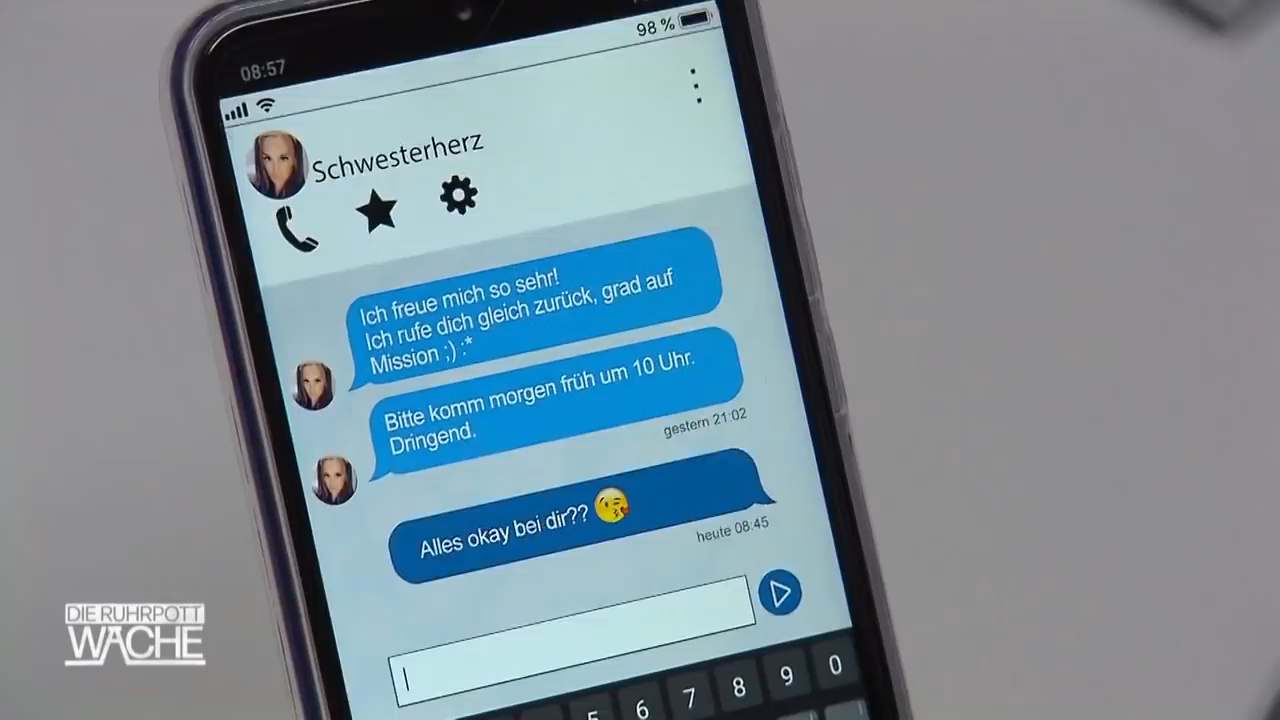 08:57
98 %
Schwesterherz
Ich freue mich so sehr!
Ich rufe dich gleich zurück, grad auf
Mission ;) :*
Bitte komm morgen früh um 10 Uhr.
Dringend.
gestern 21:02
Alles okay bei dir?? 😘
heute 08:45
5 6 7 8 9 0
DIE RUHRPOTT
WACHE